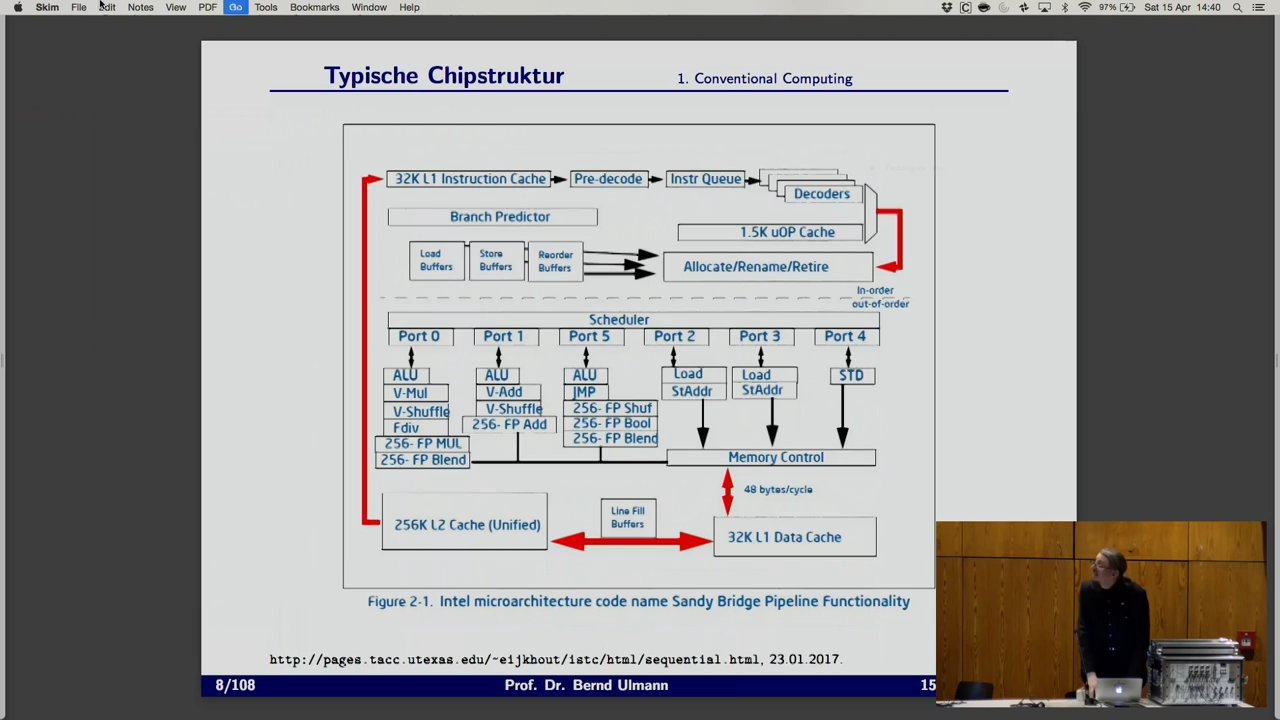 Skim File Edit Notes View PDF Go Tools Bookmarks Window Help 97% Sat 15 Apr 14:40
Typische Chipstruktur 1. Conventional Computing
32K L1 Instruction Cache Pre-decode Instr Queue
Decoders
Branch Predictor
1.5K uOP Cache
Load Buffers
Store Buffers
Reorder Buffers
Allocate/Rename/Retire
In-order
out-of-order
Scheduler
Port 0 Port 1 Port 5 Port 2 Port 3 Port 4
ALU
V-Mul
V-Shuffle
Fdiv
256- FP MUL
256- FP Blend
ALU
V-Add
V-Shuffle
256- FP Add
ALU
JMP
256- FP Shuf
256- FP Bool
256- FP Blend
Load
StAddr
Load
StAddr
STD
Memory Control
48 bytes/cycle
256K L2 Cache (Unified)
Line Fill
Buffers
32K L1 Data Cache
Figure 2-1. Intel microarchitecture code name Sandy Bridge Pipeline Functionality
http://pages.tacc.utexas.edu/~eijkhout/istc/html/sequential.html, 23.01.2017.
8/108 Prof. Dr. Bernd Ulmann 15